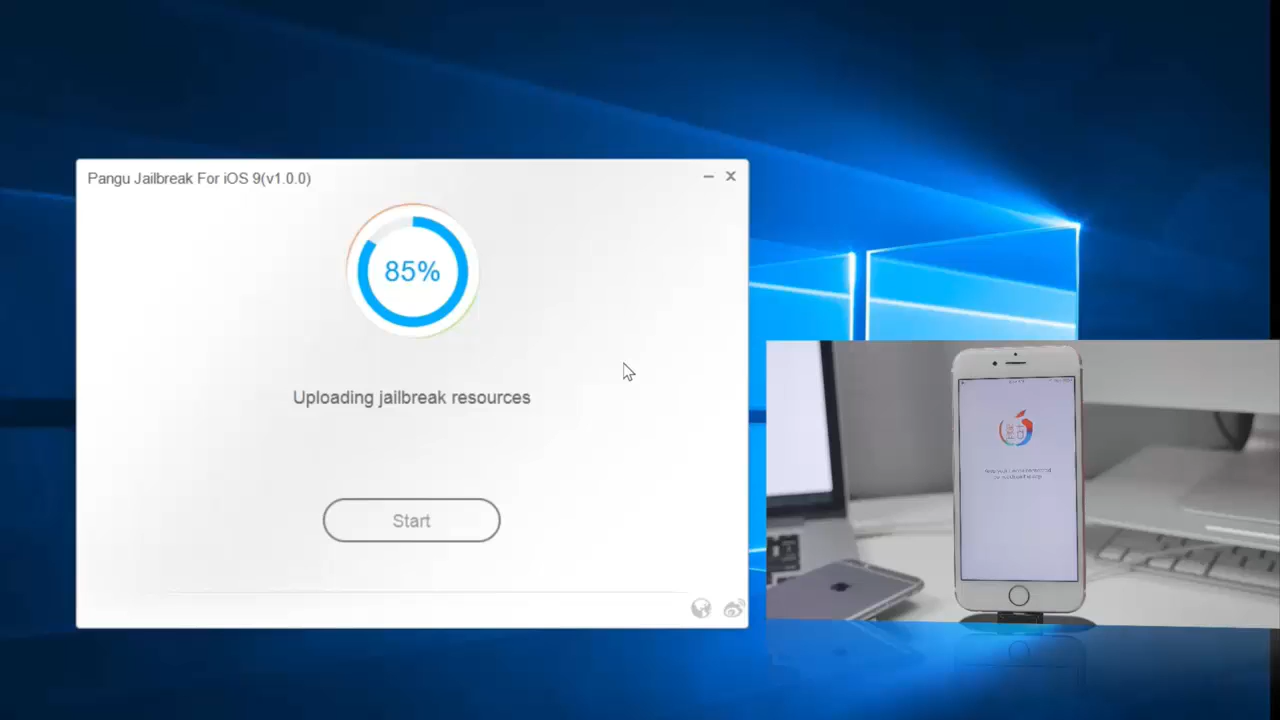 Pangu Jailbreak For iOS 9(v1.0.0)
85%
Uploading jailbreak resources
Start